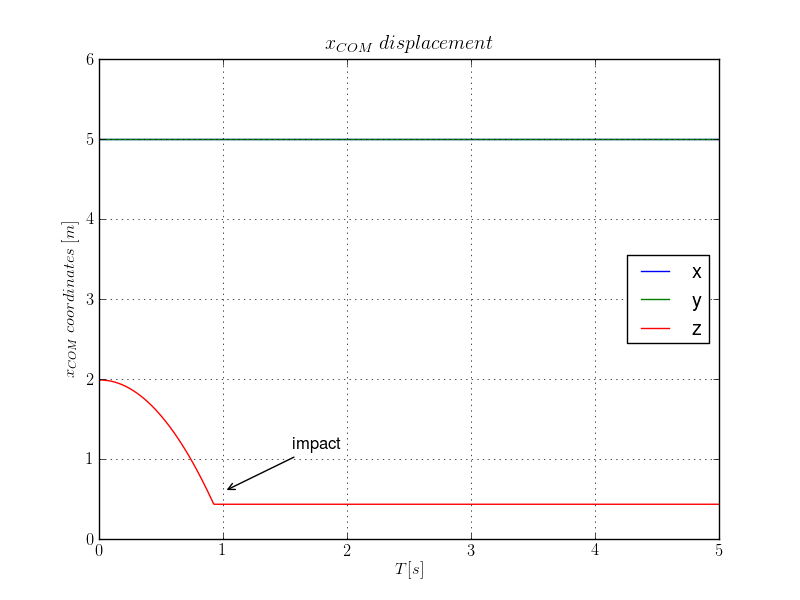 x_COM displacement
6
5
4
3
2
1
0
x_COM coordinates [m]
x
y
z
impact
0 1 2 3 4 5
T[s]